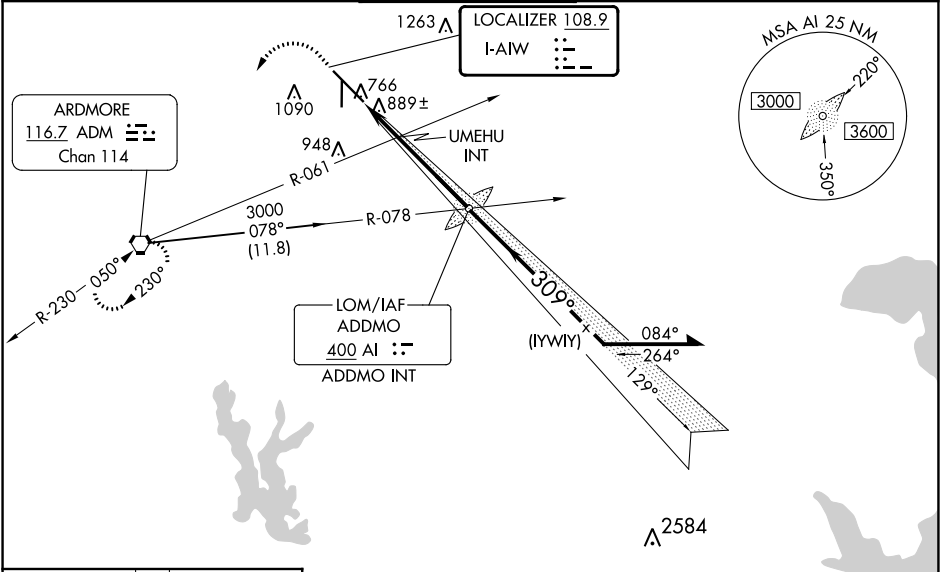 1263
LOCALIZER 108.9
I-AIW
MSA AI 25 NM
220°
3000
3600
350°
766
889±
1090
ARDMORE
116.7 ADM
Chan 114
948
UMEHU
INT
R-061
3000
078°
(11.8)
R-078
R-230
050°
230°
LOM/IAF
ADDMO
400 AI
ADDMO INT
309°
(IYWIY)
084°
264°
129°
2584